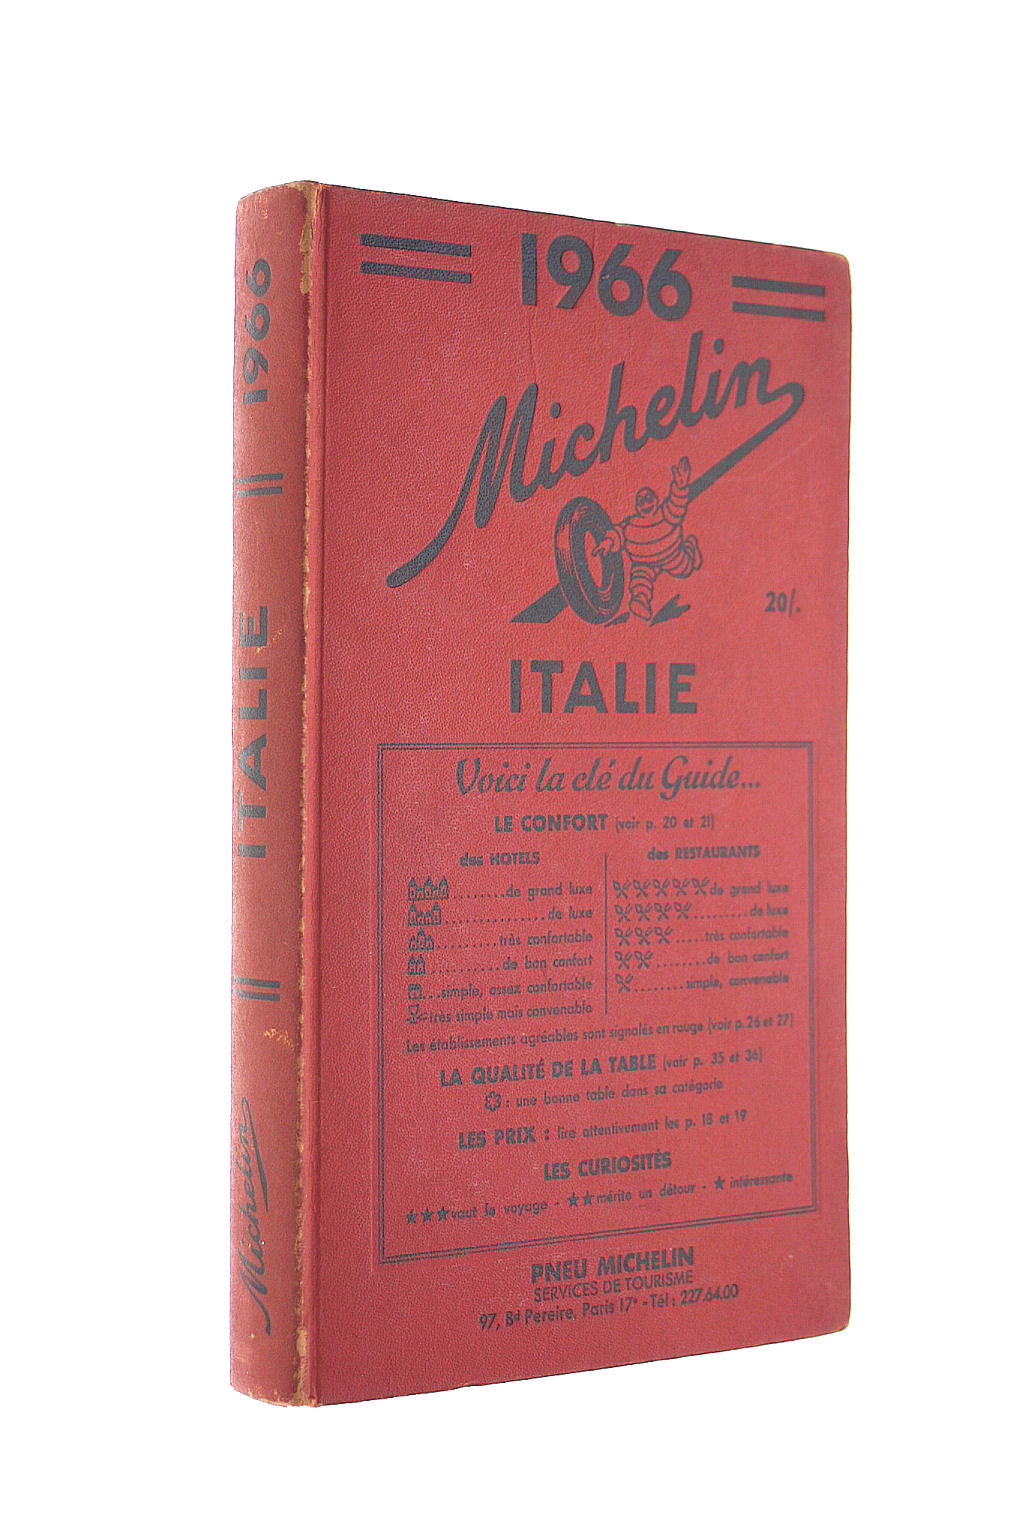 1966
Michelin
20/-
ITALIE
Voici la clé du Guide...
LE CONFORT (voir p. 20 et 21)
des HOTELS
........de grand luxe
...............de luxe
.........très confortable
..........de bon confort
...simple, assez confortable
très simple mais convenable
des RESTAURANTS
de grand luxe
.........de luxe
.....très confortable
........de bon confort
........simple, convenable
Les établissements agréables sont signalés en rouge (voir p. 26 et 27)
LA QUALITÉ DE LA TABLE (voir p. 35 et 36)
: une bonne table dans sa catégorie
LES PRIX : lire attentivement les p. 18 et 19
LES CURIOSITÉS
★★★vaut le voyage - ★★mérite un détour - ★ intéressante
PNEU MICHELIN
SERVICES DE TOURISME
97, Bd Pereire, Paris 17e - Tél : 227.64.00
Michelin ITALIE 1966